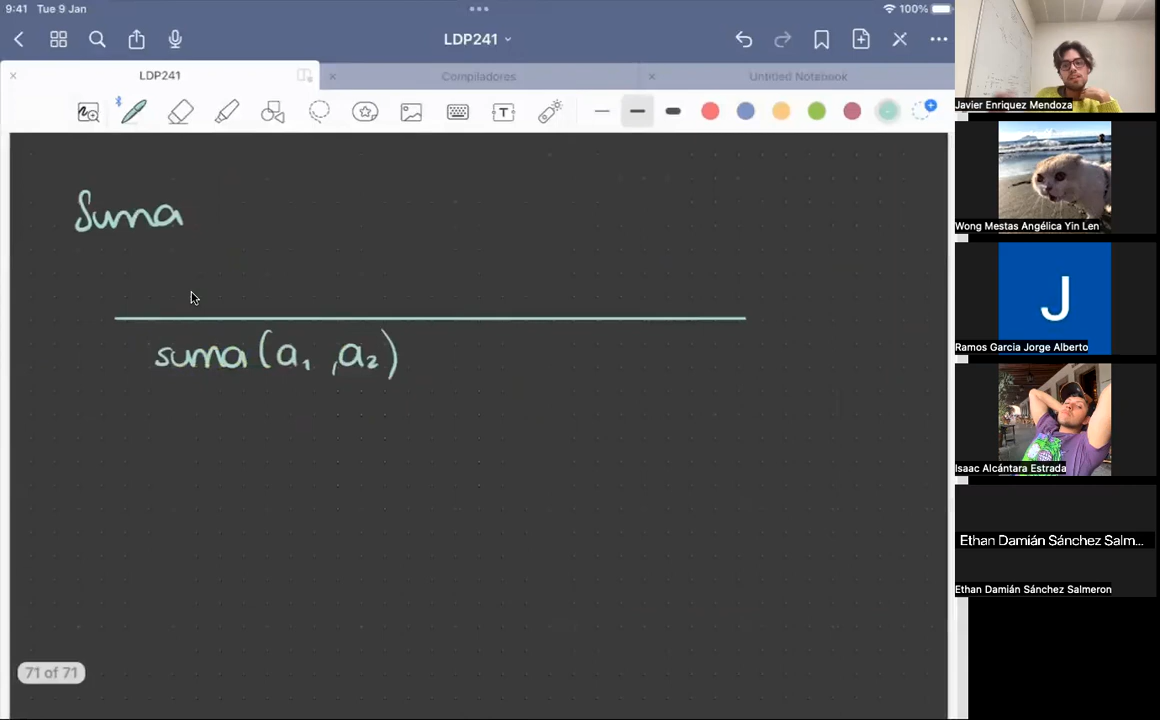 9:41 Tue 9 Jan
100%
LDP241
LDP241
Compiladores
Untitled Notebook
T
Suma
suma(a₁ ,a₂)
71 of 71
Javier Enriquez Mendoza
Wong Mestas Angélica Yin Len
J
Ramos Garcia Jorge Alberto
Isaac Alcántara Estrada
Ethan Damián Sánchez Salm...
Ethan Damián Sánchez Salmeron